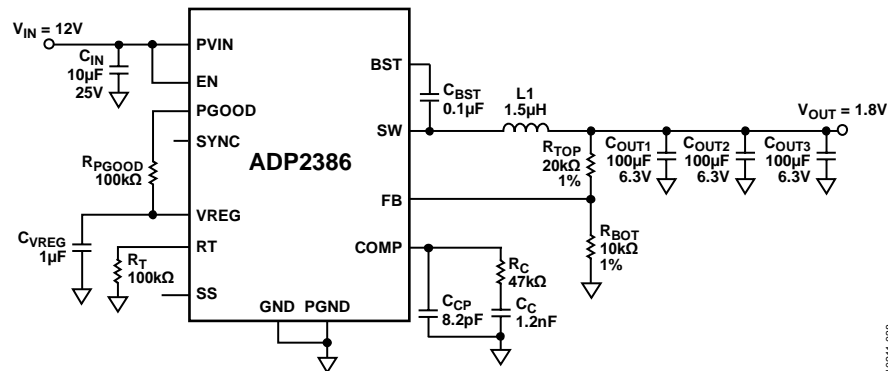 V_IN = 12V
C_IN
10µF
25V
PVIN
EN
PGOOD
SYNC
R_PGOOD
100kΩ
VREG
C_VREG
1µF
RT
R_T
100kΩ
SS
GND PGND
ADP2386
BST
C_BST
0.1µF
SW
L1
1.5µH
V_OUT = 1.8V
R_TOP
20kΩ
1%
C_OUT1
100µF
6.3V
C_OUT2
100µF
6.3V
C_OUT3
100µF
6.3V
FB
R_BOT
10kΩ
1%
COMP
R_C
47kΩ
C_CP
8.2pF
C_C
1.2nF